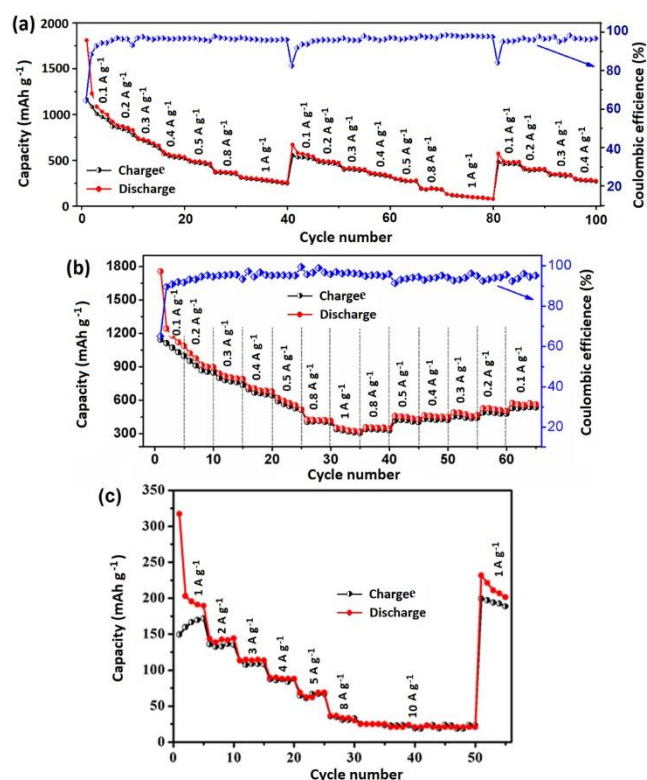 (a)
2000
1500
1000
500
0
Capacity (mAh g-1)
100
80
60
40
20
Coulombic efficience (%)
0.1 A g-1
0.2 A g-1
0.3 A g-1
0.4 A g-1
0.5 A g-1
0.8 A g-1
1A g-1
0.1 A g-1
0.2 A g-1
0.3 A g-1
0.4 A g-1
0.5 A g-1
0.8 A g-1
1A g-1
0.1 A g-1
0.2 A g-1
0.3 A g-1
0.4 A g-1
Chargee
Discharge
0 20 40 60 80 100
Cycle number
(b)
1800
1500
1200
900
600
300
Capacity (mAh g-1)
100
80
60
40
20
Coulombic efficience (%)
Chargee
Discharge
0.1 A g-1
0.2 A g-1
0.3 A g-1
0.4 A g-1
0.5 A g-1
0.8 A g-1
1A g-1
0.8 A g-1
0.5 A g-1
0.4 A g-1
0.3 A g-1
0.2 A g-1
0.1 A g-1
0 10 20 30 40 50 60
Cycle number
(c)
350
300
250
200
150
100
50
0
Capacity (mAh g-1)
Chargee
Discharge
1 A g-1
2 A g-1
3 A g-1
4 A g-1
5 A g-1
8 A g-1
10 A g-1
1 A g-1
0 10 20 30 40 50
Cycle number